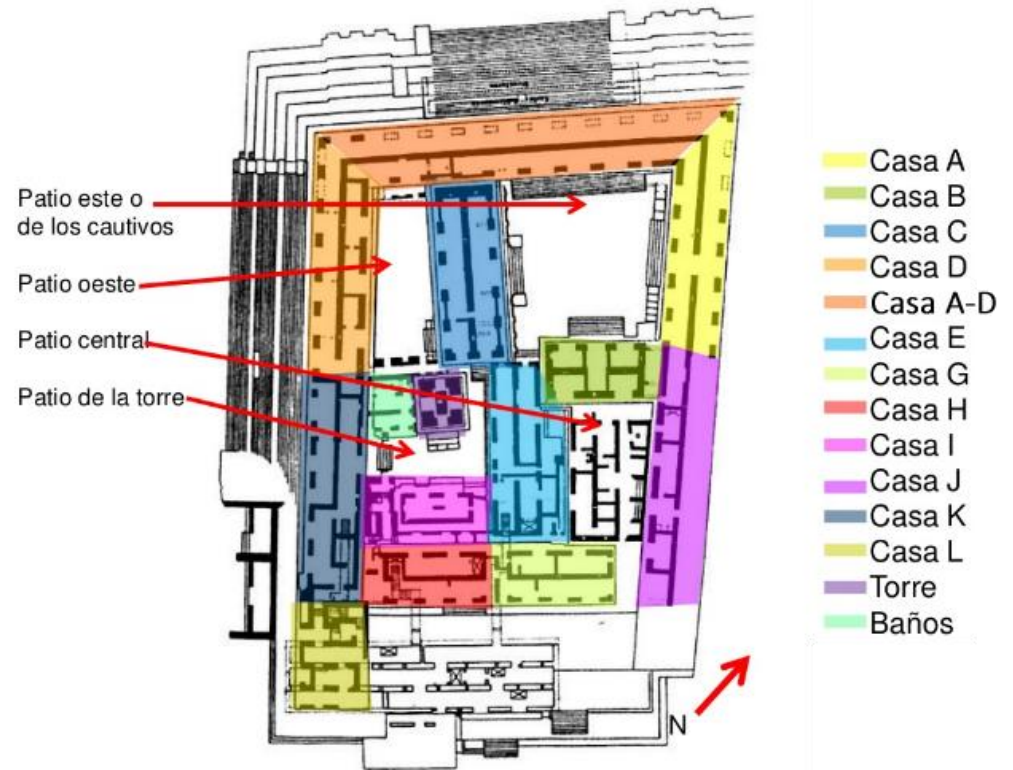 Patio este o
de los cautivos
Patio oeste
Patio central
Patio de la torre
Casa A
Casa B
Casa C
Casa D
Casa A-D
Casa E
Casa G
Casa H
Casa I
Casa J
Casa K
Casa L
Torre
Baños
N